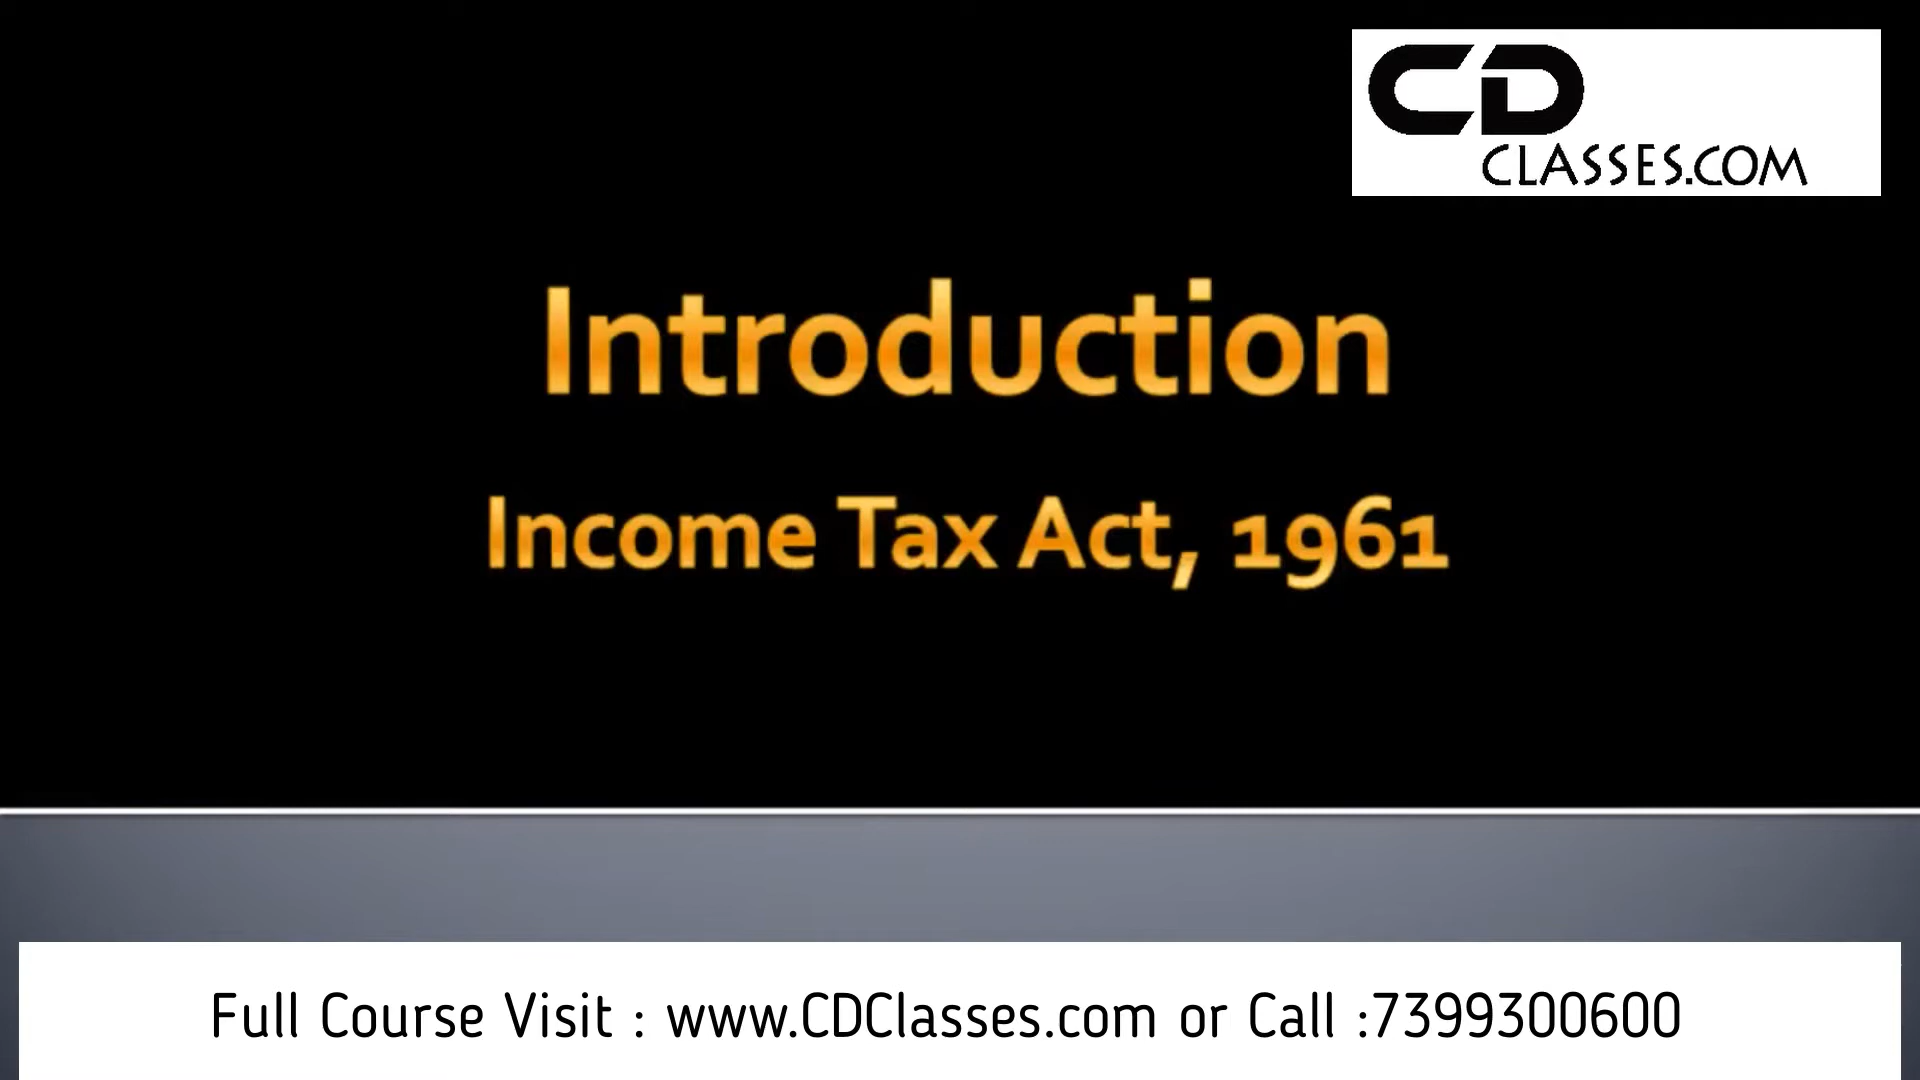 CD
CLASSES.COM
Introduction
Income Tax Act, 1961
Full Course Visit : www.CDClasses.com or Call :7399300600